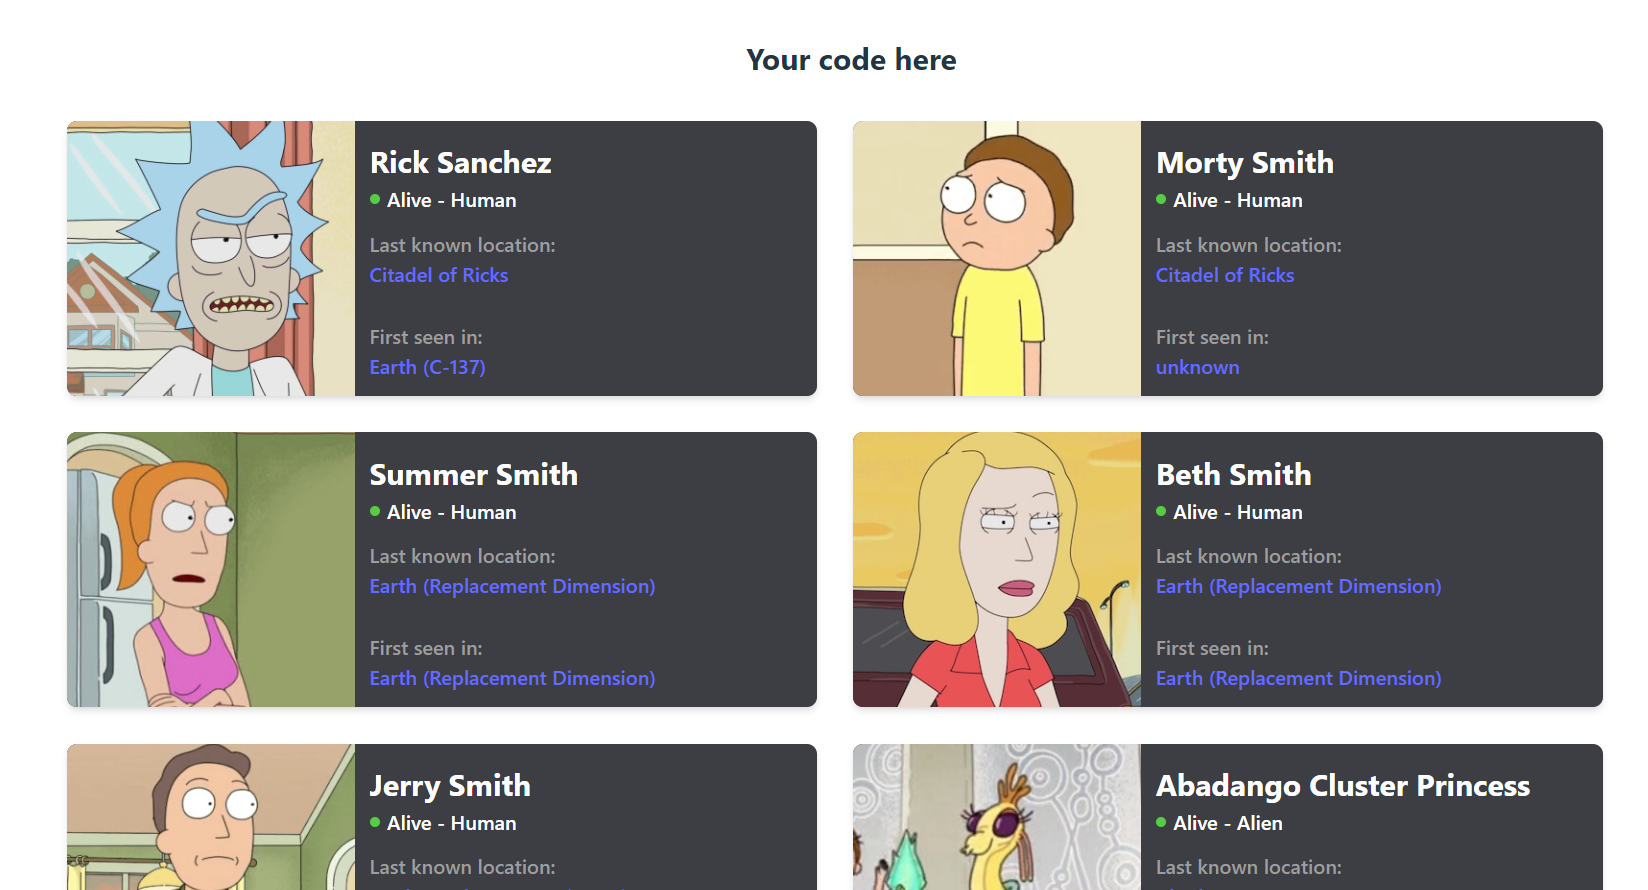 Your code here
Rick Sanchez
Alive - Human
Last known location:
Citadel of Ricks
First seen in:
Earth (C-137)
Morty Smith
Alive - Human
Last known location:
Citadel of Ricks
First seen in:
unknown
Summer Smith
Alive - Human
Last known location:
Earth (Replacement Dimension)
First seen in:
Earth (Replacement Dimension)
Beth Smith
Alive - Human
Last known location:
Earth (Replacement Dimension)
First seen in:
Earth (Replacement Dimension)
Jerry Smith
Alive - Human
Last known location:
Abadango Cluster Princess
Alive - Alien
Last known location: